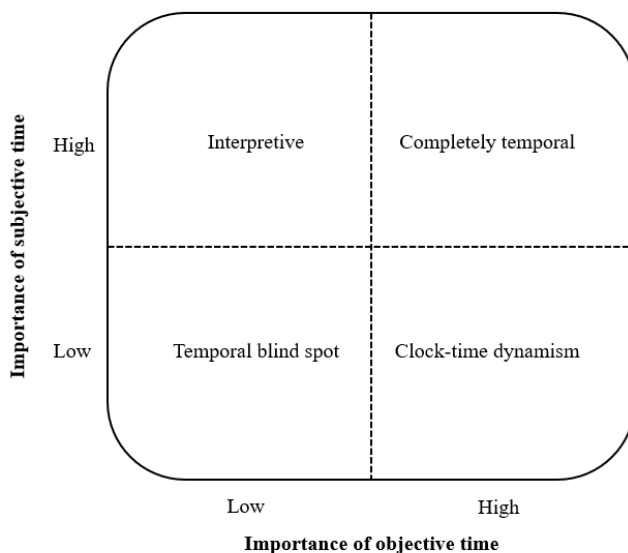 Importance of subjective time
High
Interpretive
Completely temporal
Low
Temporal blind spot
Clock-time dynamism
Low
High
Importance of objective time